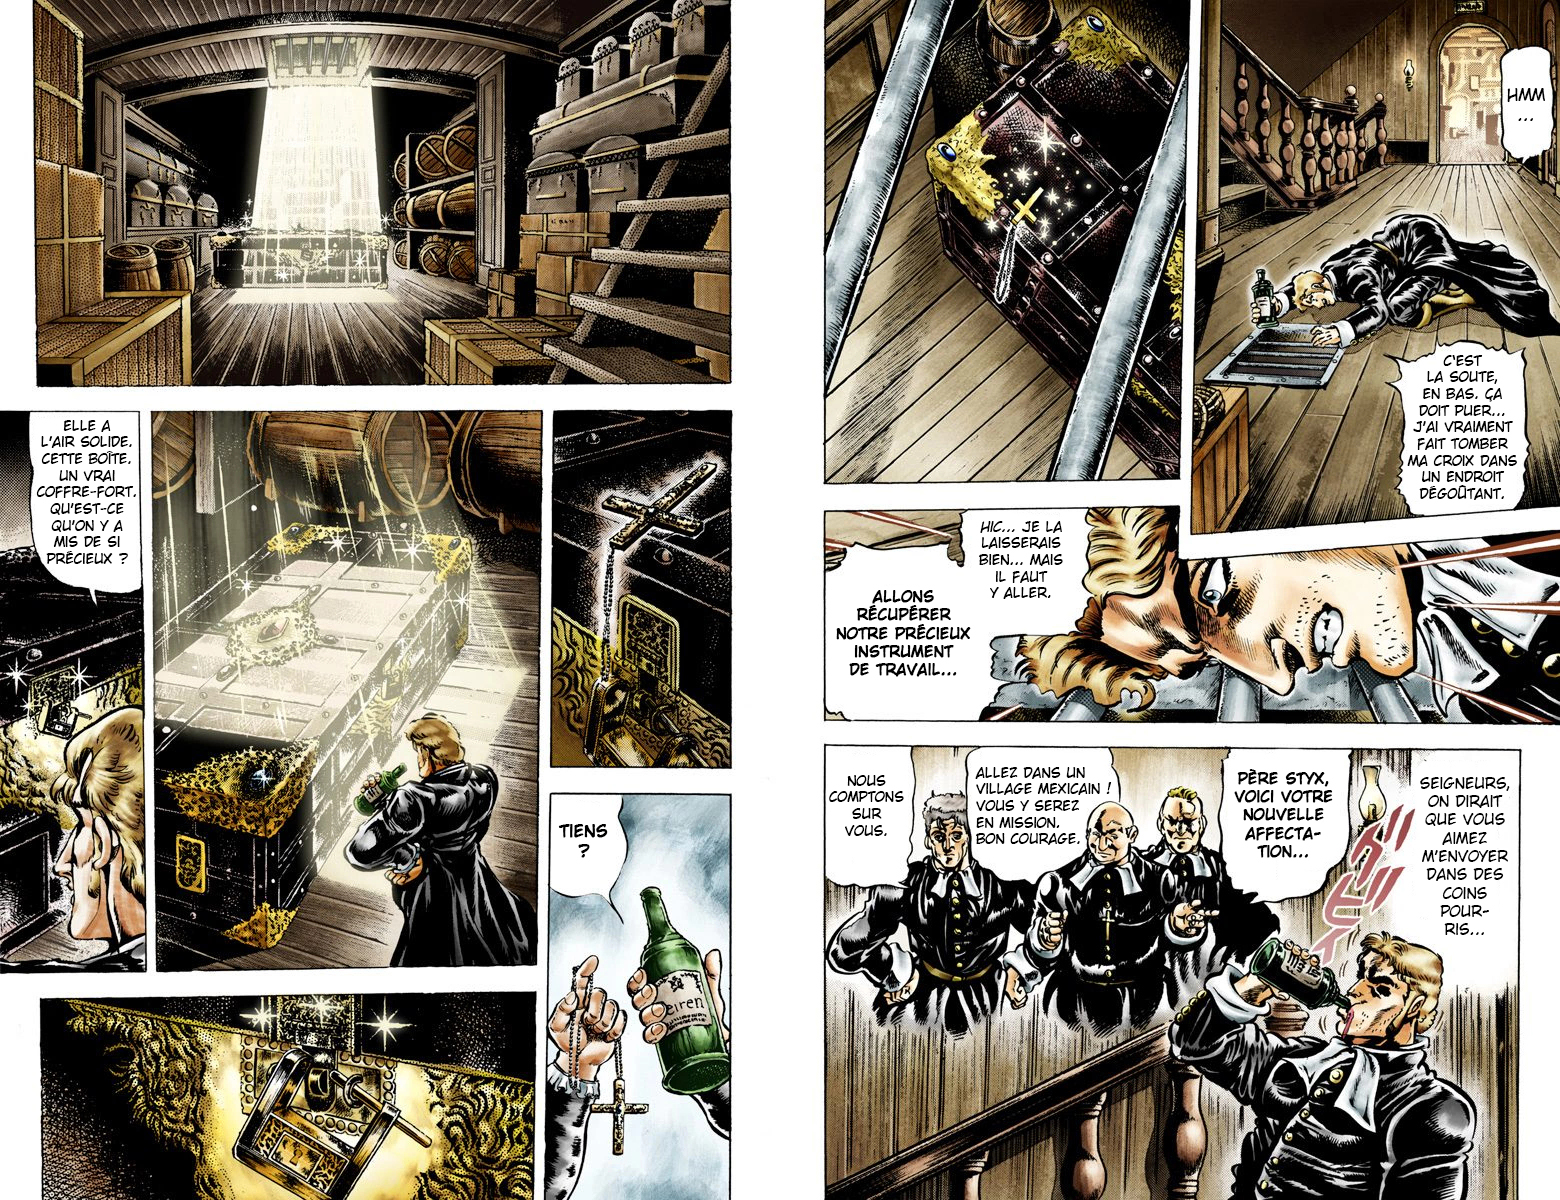 HMM
...
C'EST
LA SOUTE,
EN BAS. ÇA
DOIT PUER...
J'AI VRAIMENT
FAIT TOMBER
MA CROIX DANS
UN ENDROIT
DÉGOÛTANT.
HIC... JE LA
LAISSERAIS
BIEN... MAIS
IL FAUT
Y ALLER.
ALLONS
RÉCUPÉRER
NOTRE PRÉCIEUX
INSTRUMENT
DE TRAVAIL...
SEIGNEURS,
ON DIRAIT
QUE VOUS
AIMEZ
M'ENVOYER
DANS DES
COINS
POUR-
RIS...
PÈRE STYX,
VOICI VOTRE
NOUVELLE
AFFECTA-
TION...
ALLEZ DANS UN
VILLAGE MEXICAIN !
VOUS Y SEREZ
EN MISSION.
BON COURAGE.
NOUS
COMPTONS
SUR
VOUS.
TIENS
?
eiren
ELLE A
L'AIR SOLIDE,
CETTE BOÎTE.
UN VRAI
COFFRE-FORT.
QU'EST-CE
QU'ON Y A
MIS DE SI
PRÉCIEUX ?